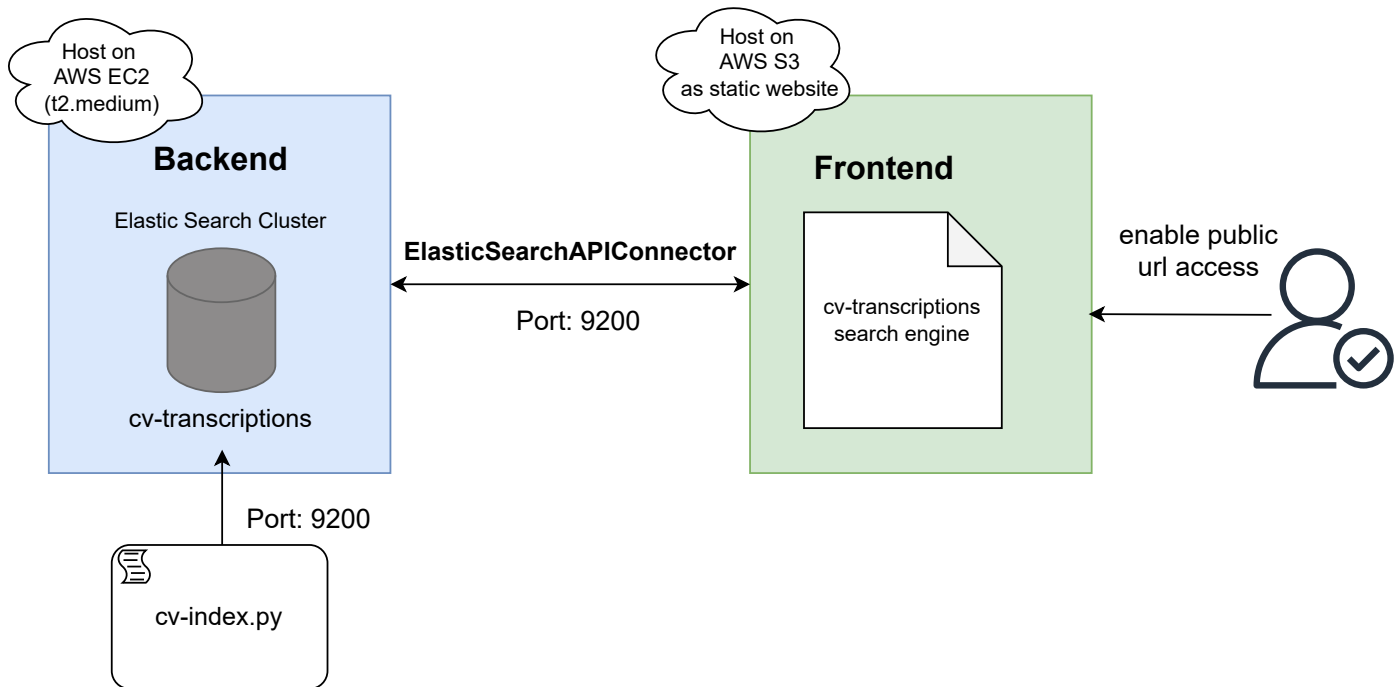 Host on
AWS EC2
(t2.medium)
Host on
AWS S3
as static website
Backend
Frontend
Elastic Search Cluster
ElasticSearchAPIConnector
Port: 9200
enable public
url access
cv-transcriptions
search engine
cv-transcriptions
Port: 9200
cv-index.py